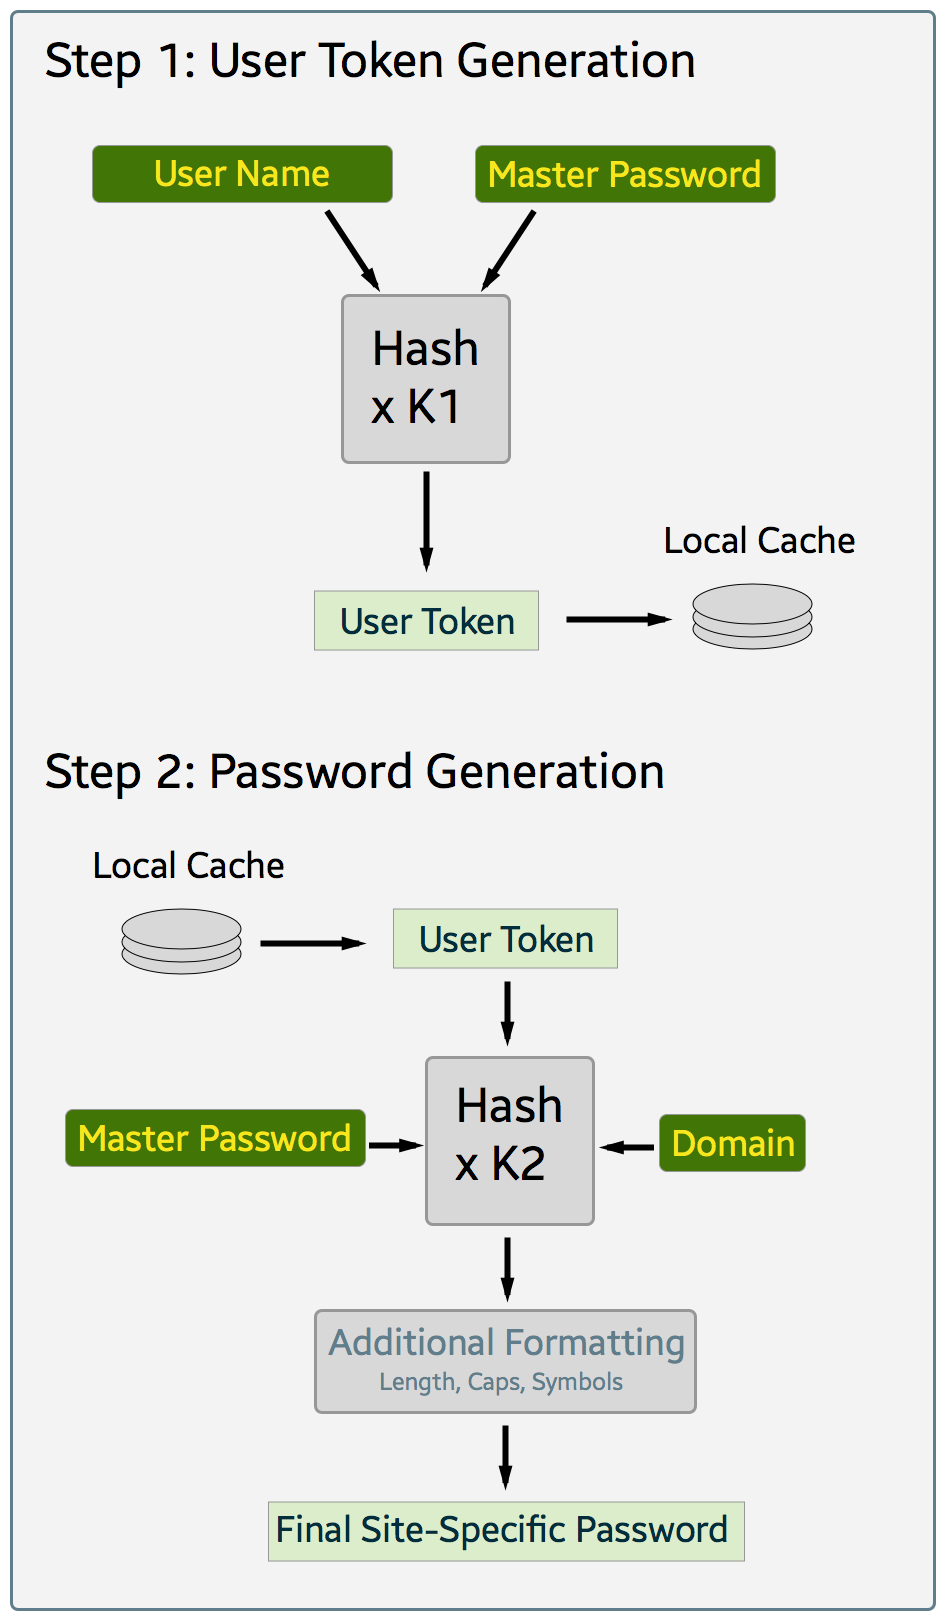 Step 1: User Token Generation
User Name
Master Password
Hash
x K1
Local Cache
User Token
Step 2: Password Generation
Local Cache
User Token
Hash
x K2
Master Password
Domain
Additional Formatting
Length, Caps, Symbols
Final Site-Specific Password